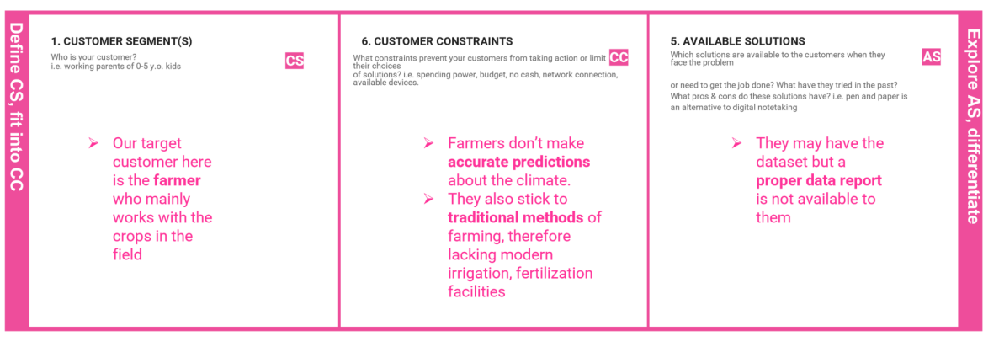 Define CS, fit into CC
1. CUSTOMER SEGMENT(S)
Who is your customer?
i.e. working parents of 0-5 y.o. kids
CS
➢ Our target
customer here
is the farmer
who mainly
works with the
crops in the
field
6. CUSTOMER CONSTRAINTS
What constraints prevent your customers from taking action or limit
their choices
of solutions? i.e. spending power, budget, no cash, network connection,
available devices.
CC
➢ Farmers don’t make
accurate predictions
about the climate.
➢ They also stick to
traditional methods of
farming, therefore
lacking modern
irrigation, fertilization
facilities
5. AVAILABLE SOLUTIONS
Which solutions are available to the customers when they
face the problem
AS
or need to get the job done? What have they tried in the past?
What pros & cons do these solutions have? i.e. pen and paper is
an alternative to digital notetaking
➢ They may have the
dataset but a
proper data report
is not available to
them
Explore AS, differentiate